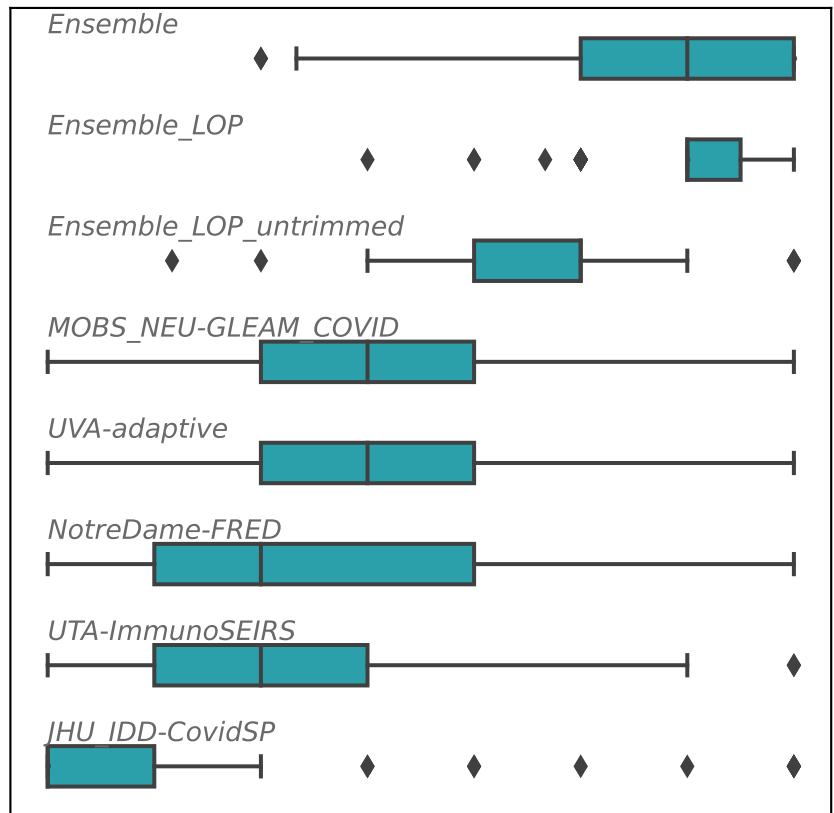 Ensemble
Ensemble_LOP
Ensemble_LOP_untrimmed
MOBS_NEU-GLEAM_COVID
UVA-adaptive
NotreDame-FRED
UTA-ImmunoSEIRS
JHU_IDD-CovidSP